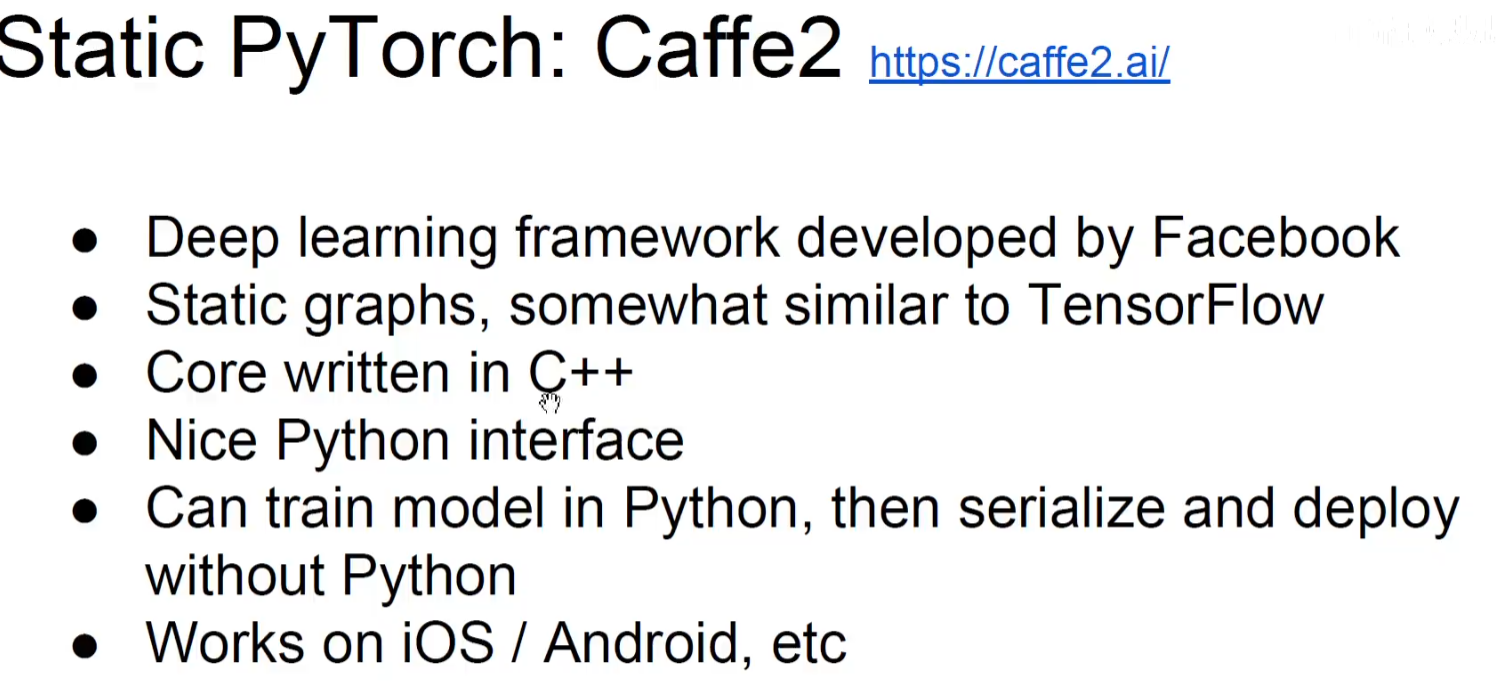 Static PyTorch: Caffe2 https://caffe2.ai/
● Deep learning framework developed by Facebook
● Static graphs, somewhat similar to TensorFlow
● Core written in C++
● Nice Python interface
● Can train model in Python, then serialize and deploy
without Python
● Works on iOS / Android, etc